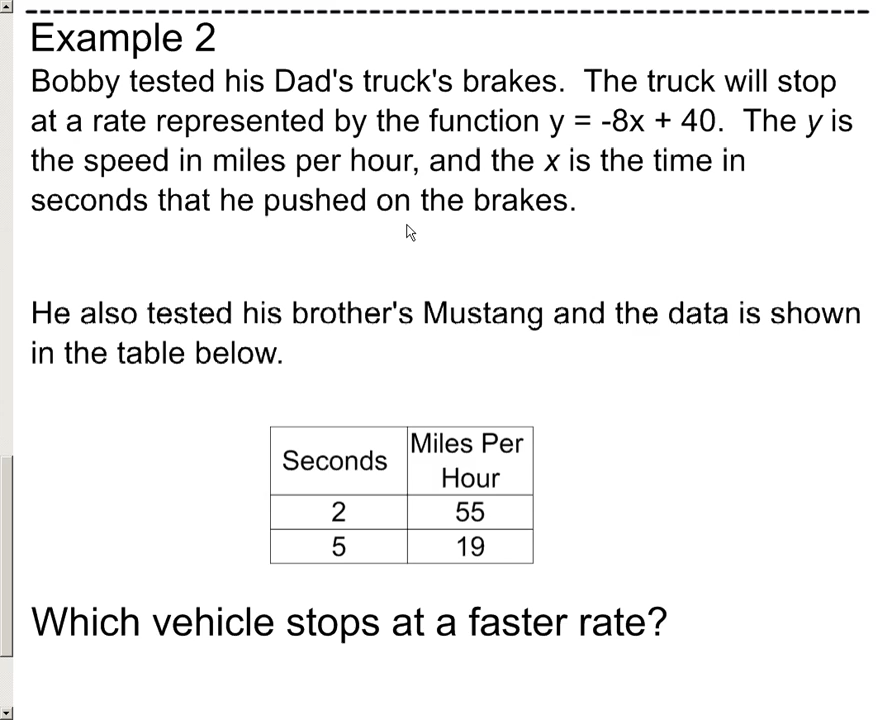 Example 2
Bobby tested his Dad's truck's brakes. The truck will stop
at a rate represented by the function y = -8x + 40. The y is
the speed in miles per hour, and the x is the time in
seconds that he pushed on the brakes.
He also tested his brother's Mustang and the data is shown
in the table below.
Seconds
Miles Per
Hour
2 55
5 19
Which vehicle stops at a faster rate?